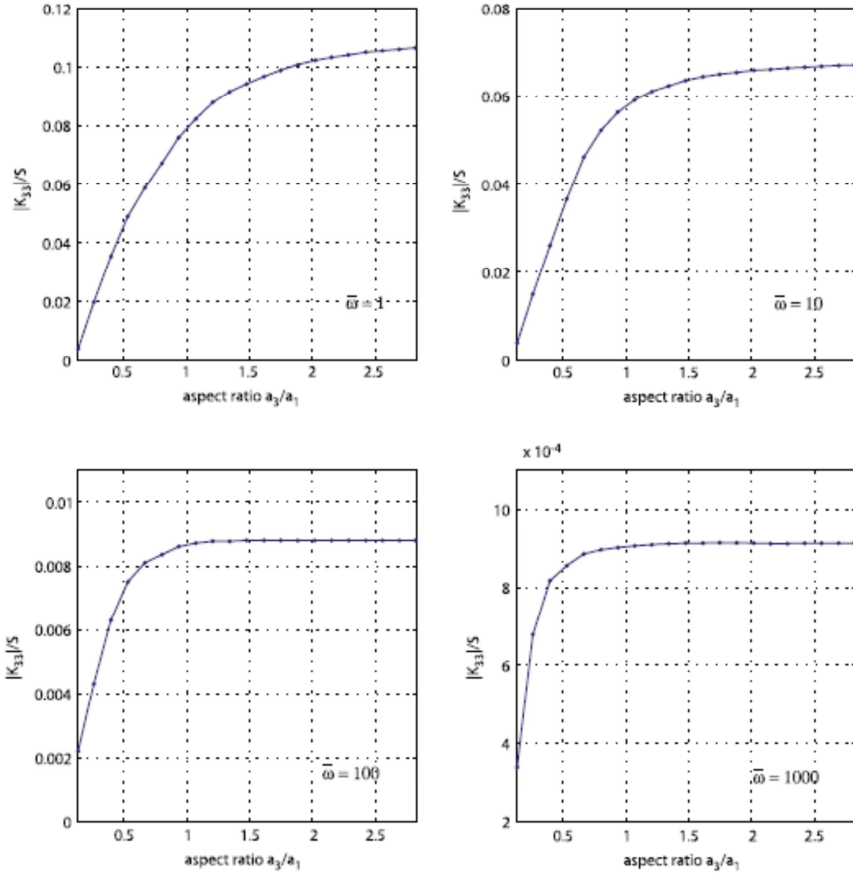 0.12
0.1
0.08
0.06
0.04
0.02
0
|K₃₃|/S
ω̅ = 1
0.5 1 1.5 2 2.5
aspect ratio a₃/a₁
0.08
0.06
0.04
0.02
0
|K₃₃|/S
ω̅ = 10
0.5 1 1.5 2 2.5
aspect ratio a₃/a₁
0.01
0.008
0.006
0.004
0.002
0
|K₃₃|/S
ω̅ = 100
0.5 1 1.5 2 2.5
aspect ratio a₃/a₁
x 10⁻⁴
10
8
6
4
2
|K₃₃|/S
ω̅ = 1000
0.5 1 1.5 2 2.5
aspect ratio a₃/a₁